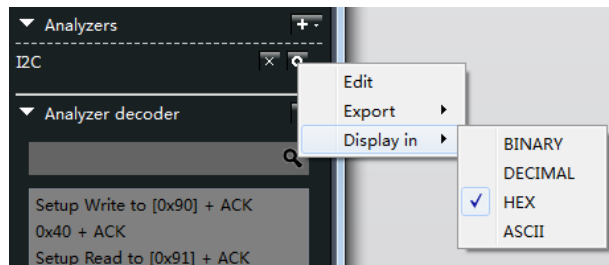 Analyzers
I2C
Edit
Export
Analyzer decoder
Display in
BINARY
DECIMAL
HEX
ASCII
Setup Write to [0x90] + ACK
0x40 + ACK
Setup Read to [0x91] + ACK